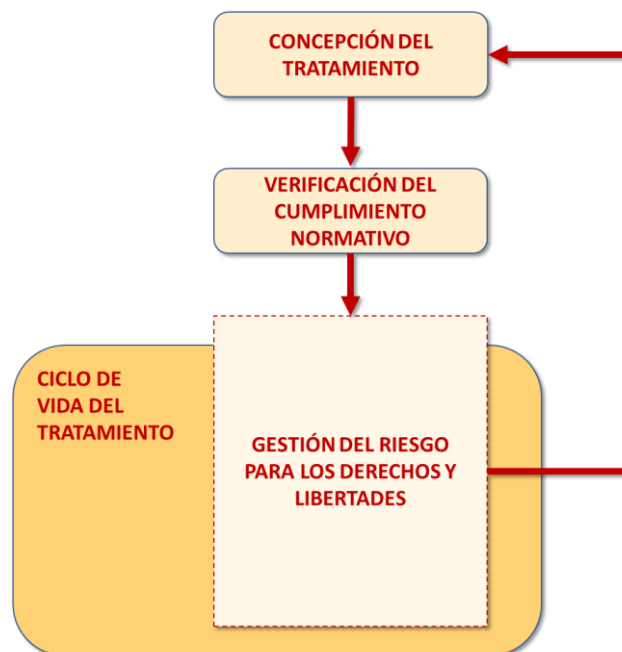 CONCEPCIÓN DEL
TRATAMIENTO
VERIFICACIÓN DEL
CUMPLIMIENTO
NORMATIVO
CICLO DE
VIDA DEL
TRATAMIENTO
GESTIÓN DEL RIESGO
PARA LOS DERECHOS Y
LIBERTADES